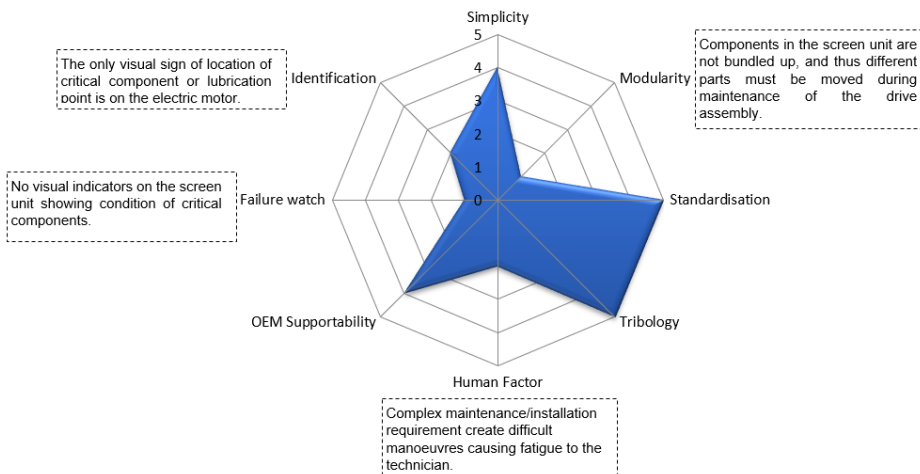 Simplicity
5
4
3
2
1
0
Modularity
Standardisation
Tribology
Human Factor
OEM Supportability
Failure watch
Identification
The only visual sign of location of
critical component or lubrication
point is on the electric motor.
Components in the screen unit are
not bundled up, and thus different
parts must be moved during
maintenance of the drive
assembly.
No visual indicators on the screen
unit showing condition of critical
components.
Complex maintenance/installation
requirement create difficult
manoeuvres causing fatigue to the
technician.